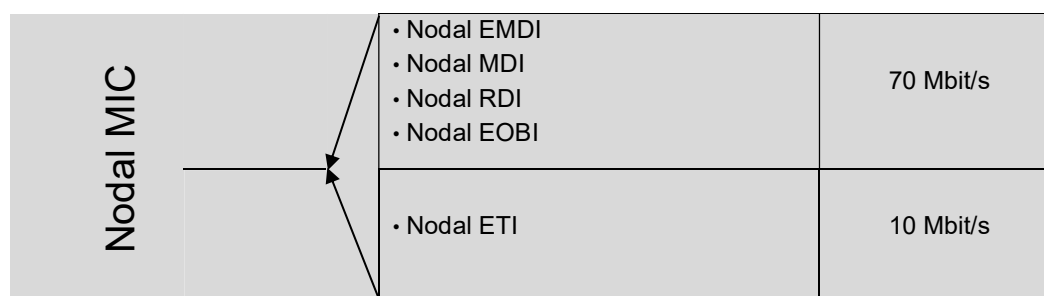 Nodal MIC
• Nodal EMDI
• Nodal MDI
• Nodal RDI
• Nodal EOBI
70 Mbit/s
• Nodal ETI
10 Mbit/s